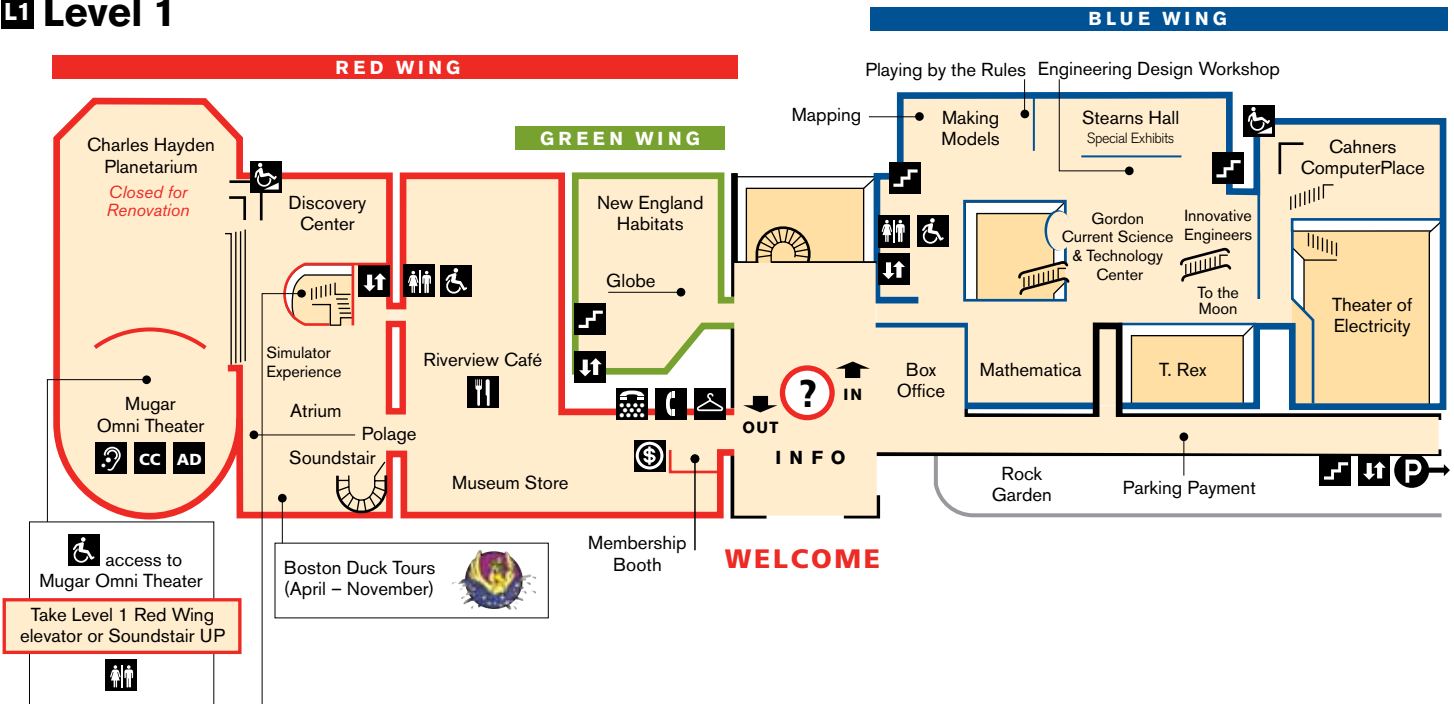 L1 Level 1
BLUE WING
RED WING
GREEN WING
Charles Hayden
Planetarium
Closed for
Renovation
Discovery
Center
Simulator
Experience
Atrium
Polage
Soundstair
Mugar
Omni Theater
CC AD
Riverview Café
Museum Store
$
New England
Habitats
Globe
Membership
Booth
?
IN
OUT
INFO
WELCOME
Playing by the Rules
Engineering Design Workshop
Mapping
Making
Models
Stearns Hall
Special Exhibits
Cahners
ComputerPlace
Gordon
Current Science
& Technology
Center
Innovative
Engineers
To the
Moon
Theater of
Electricity
Box
Office
Mathematica
T. Rex
Rock
Garden
Parking Payment
P
access to
Mugar Omni Theater
Take Level 1 Red Wing
elevator or Soundstair UP
Boston Duck Tours
(April – November)